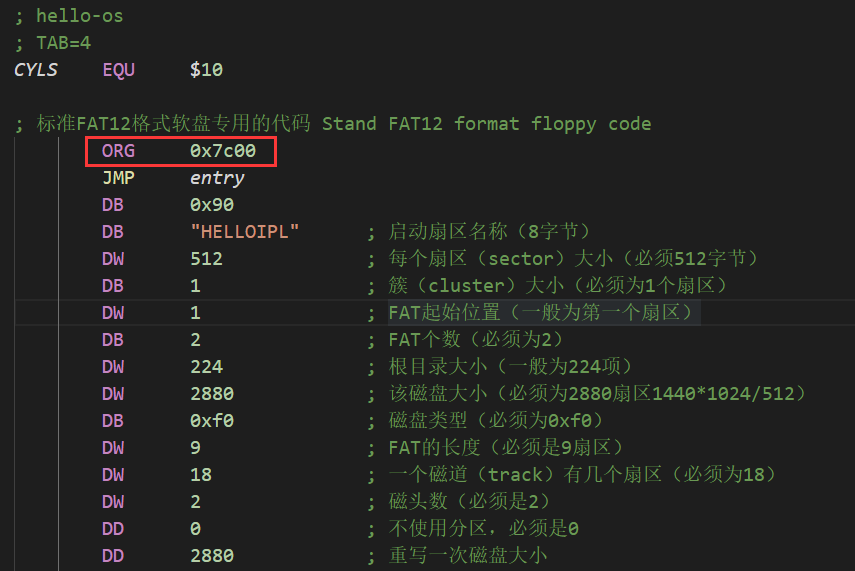 ; hello-os
; TAB=4
CYLS EQU $10
; 标准FAT12格式软盘专用的代码 Stand FAT12 format floppy code
ORG 0x7c00
JMP entry
DB 0x90
DB "HELLOIPL" ; 启动扇区名称（8字节）
DW 512 ; 每个扇区（sector）大小（必须512字节）
DB 1 ; 簇（cluster）大小（必须为1个扇区）
DW 1 ; FAT起始位置（一般为第一个扇区）
DB 2 ; FAT个数（必须为2）
DW 224 ; 根目录大小（一般为224项）
DW 2880 ; 该磁盘大小（必须为2880扇区1440*1024/512）
DB 0xf0 ; 磁盘类型（必须为0xf0）
DW 9 ; FAT的长度（必须是9扇区）
DW 18 ; 一个磁道（track）有几个扇区（必须为18）
DW 2 ; 磁头数（必须是2）
DD 0 ; 不使用分区，必须是0
DD 2880 ; 重写一次磁盘大小